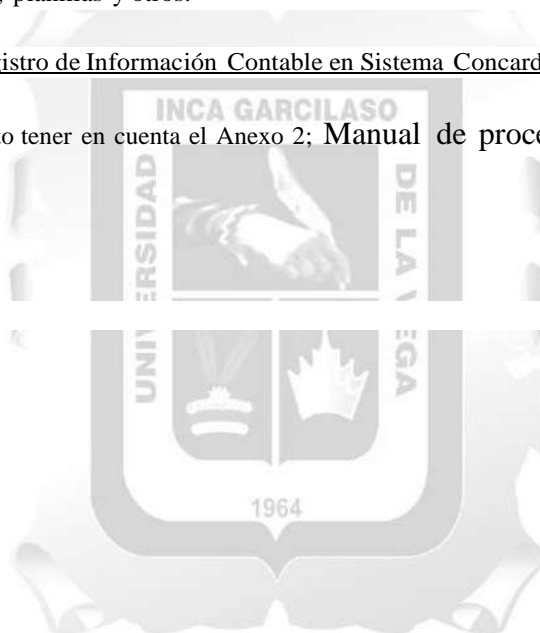 planillas y otros.
istro de Información Contable en Sistema Concard
to tener en cuenta el Anexo 2; Manual de proce
INCA GARCILASO
UNIVERSIDAD
DE LA VEGA
1964